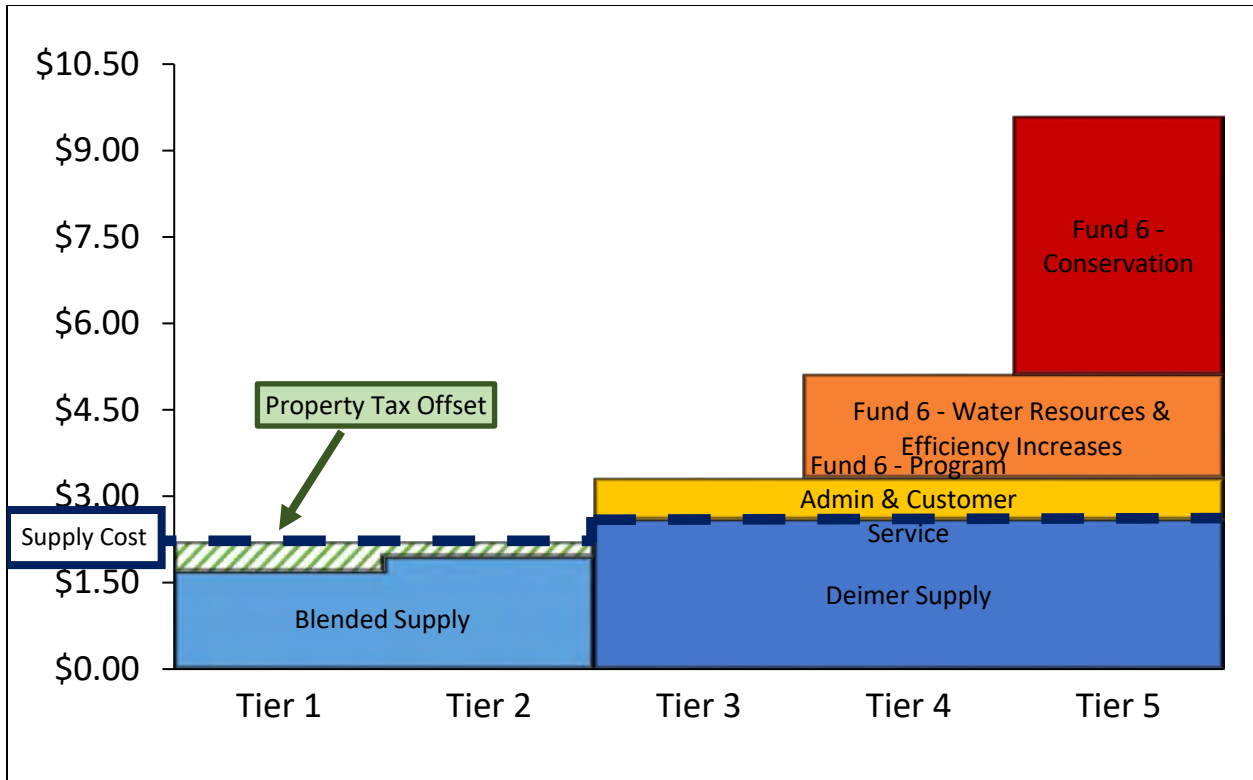 $10.50
$9.00
$7.50
$6.00
$4.50
$3.00
$1.50
$0.00
Supply Cost
Property Tax Offset
Blended Supply
Fund 6 -
Conservation
Fund 6 - Water Resources &
Efficiency Increases
Fund 6 - Program
Admin & Customer
Service
Deimer Supply
Tier 1
Tier 2
Tier 3
Tier 4
Tier 5